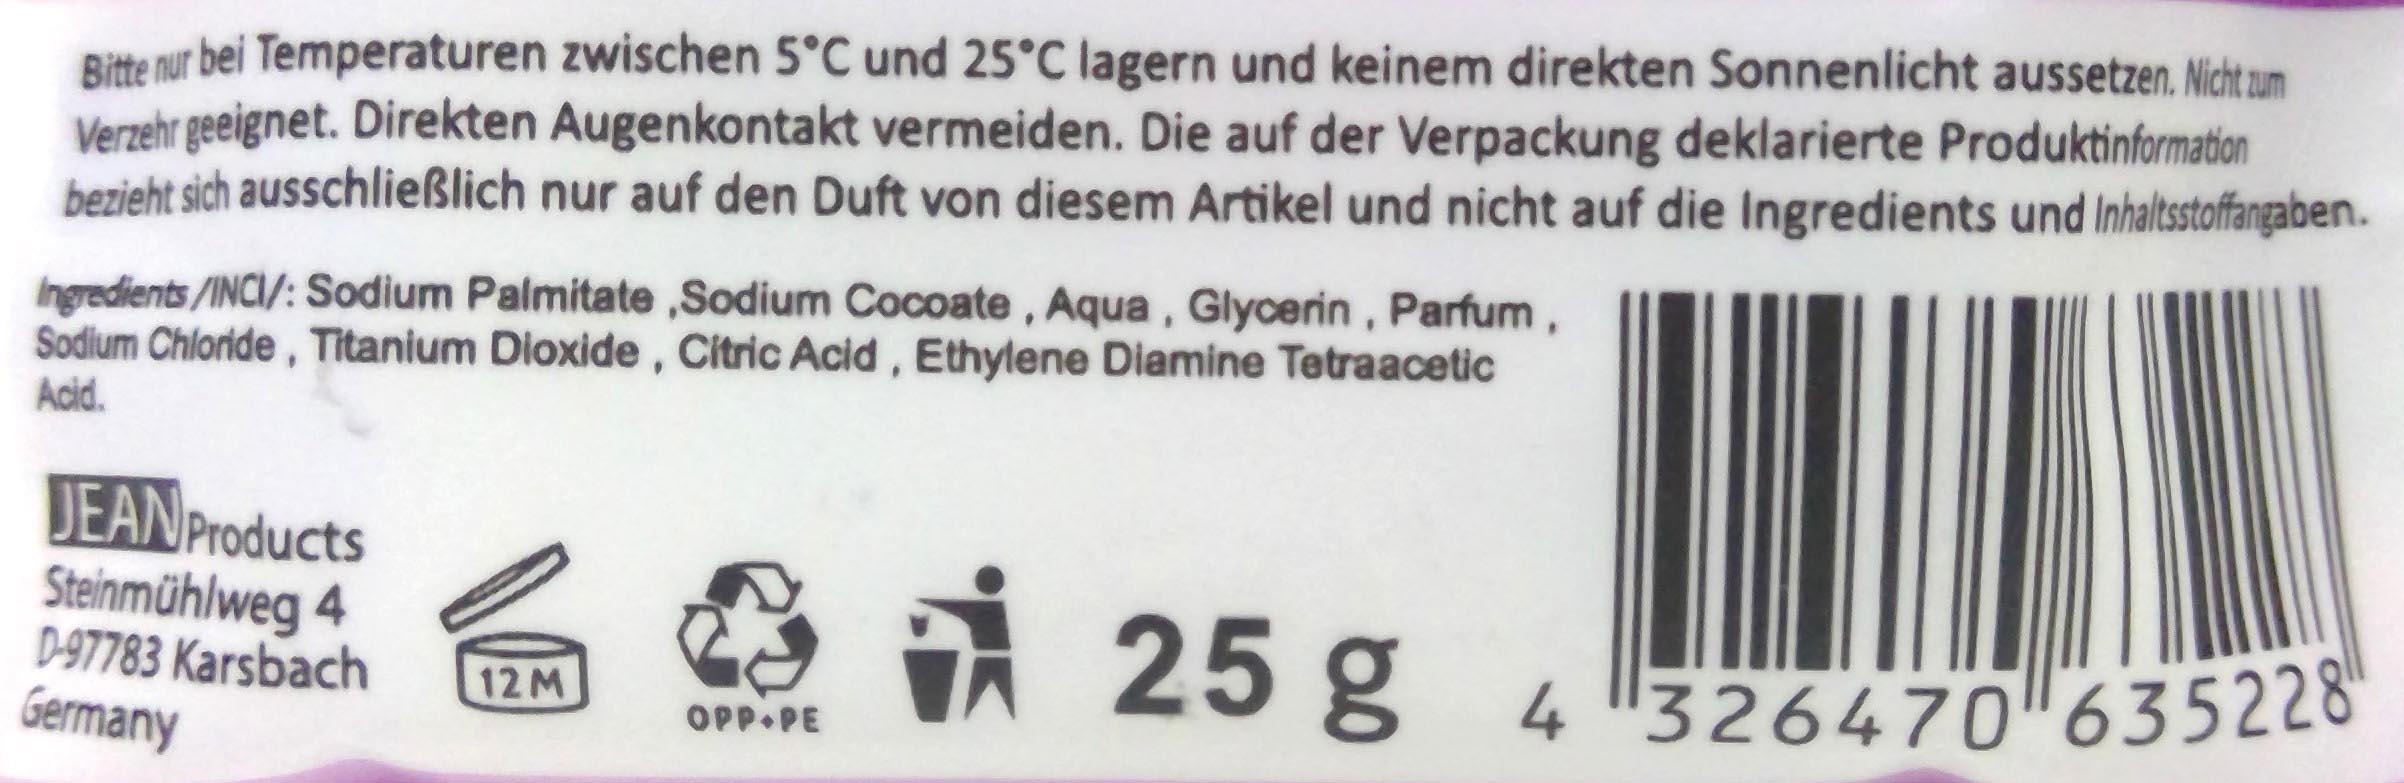 Bitte nur bei Temperaturen zwischen 5°C und 25°C lagern und keinem direkten Sonnenlicht aussetzen. Nicht zum
Verzehr geeignet. Direkten Augenkontakt vermeiden. Die auf der Verpackung deklarierte Produktinformation
bezieht sich ausschließlich nur auf den Duft von diesem Artikel und nicht auf die Ingredients und Inhaltsstoffangaben.
Ingredients /INCI/: Sodium Palmitate ,Sodium Cocoate , Aqua , Glycerin , Parfum ,
Sodium Chloride , Titanium Dioxide , Citric Acid , Ethylene Diamine Tetraacetic
Acid.
JEAN Products
Steinmühlweg 4
D-97783 Karsbach
Germany
12M
OPP+PE
25 g
4 326470 635228